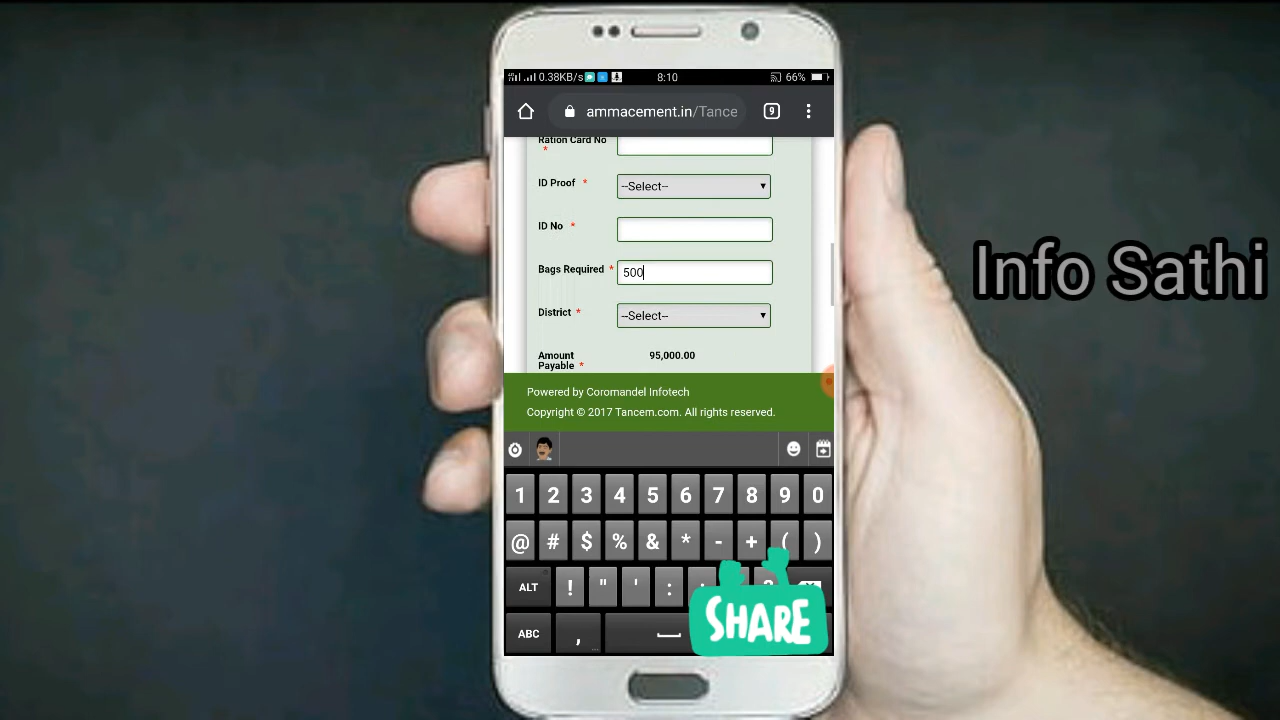 0.38KB/s 8:10 66%
ammacement.in/Tance 9
Ration Card No
*
ID Proof * --Select--
ID No *
Bags Required * 500
District * --Select--
Amount 95,000.00
Payable *
Powered by Coromandel Infotech
Copyright © 2017 Tancem.com. All rights reserved.
1 2 3 4 5 6 7 8 9 0
@ # $ % & * - + ( )
ALT ! " ' :
ABC ,
SHARE
Info Sathi